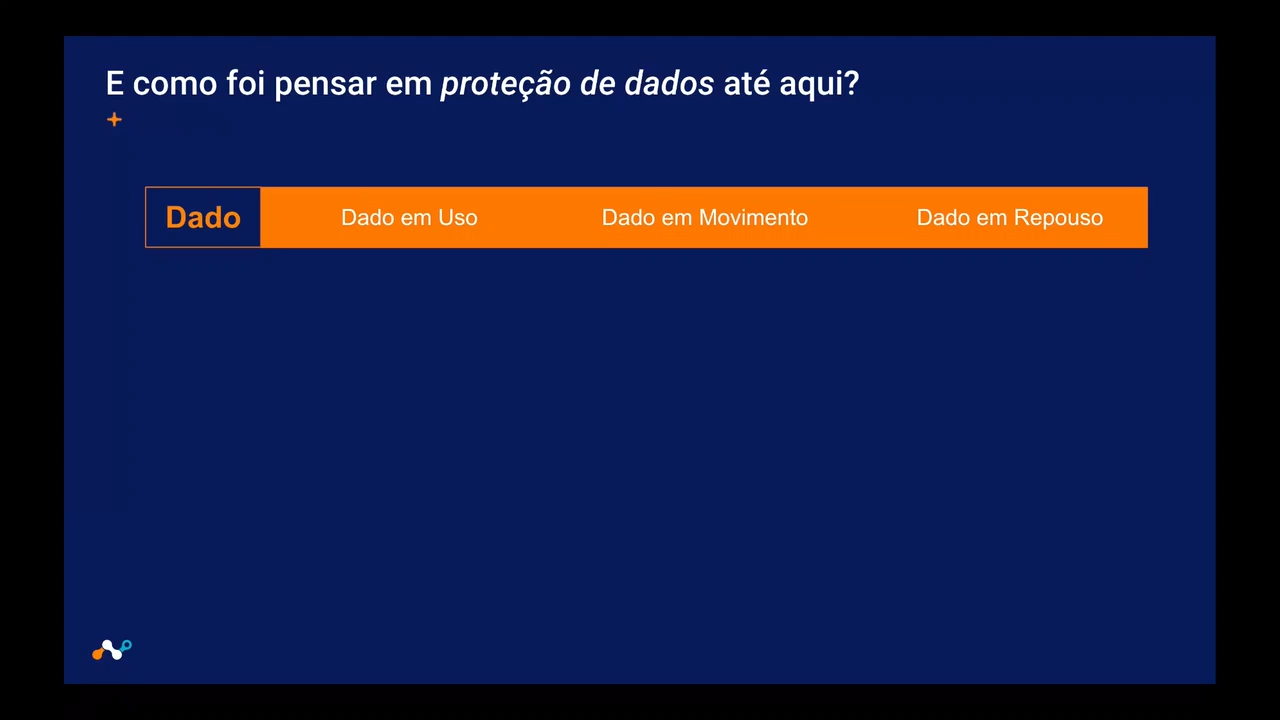 E como foi pensar em proteção de dados até aqui?
Dado Dado em Uso Dado em Movimento Dado em Repouso